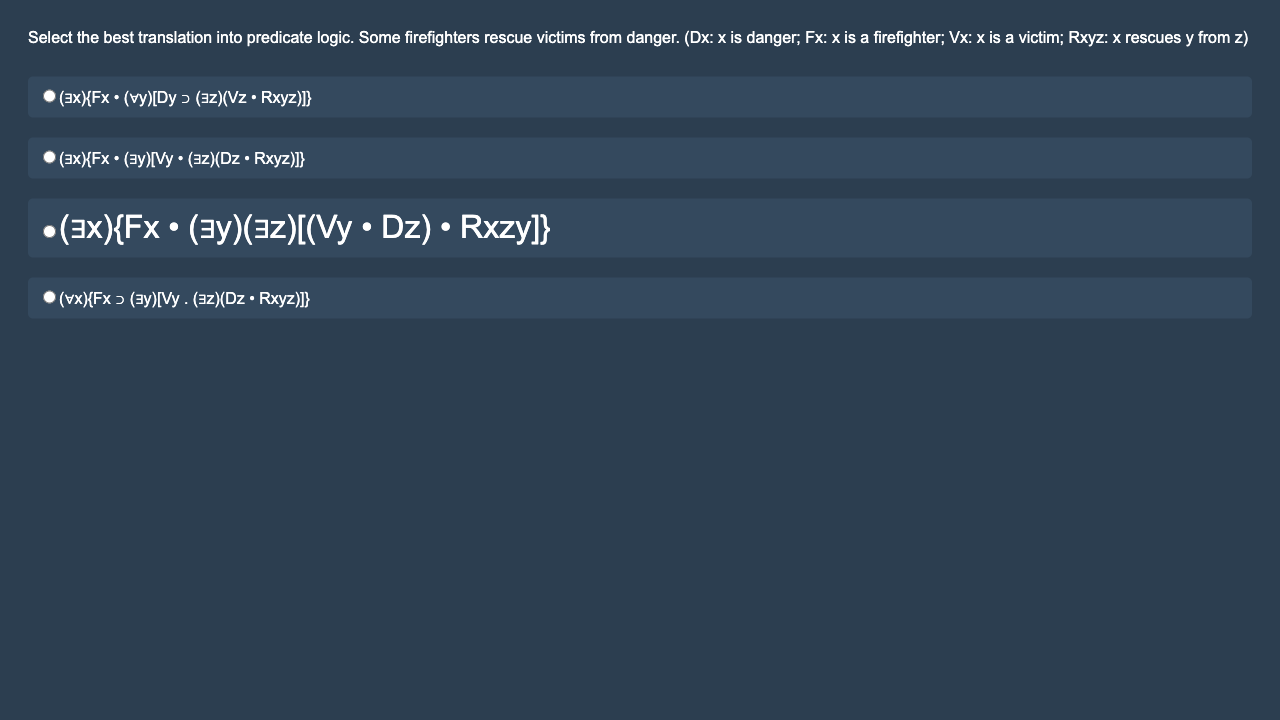 Select the best translation into predicate logic. Some firefighters rescue victims from danger. (Dx: x is danger; Fx: x is a firefighter; Vx: x is a victim; Rxyz: x rescues y from z)
(∃x){Fx • (∀y)[Dy ⊃ (∃z)(Vz • Rxyz)]}
(∃x){Fx • (∃y)[Vy • (∃z)(Dz • Rxyz)]}
(∃x){Fx • (∃y)(∃z)[(Vy • Dz) • Rxzy]}
(∀x){Fx ⊃ (∃y)[Vy . (∃z)(Dz • Rxyz)]}